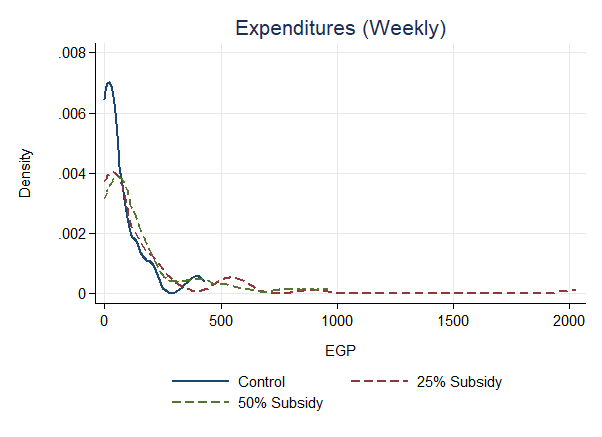 Expenditures (Weekly)
.008
.006
.004
.002
0
Density
0 500 1000 1500 2000
EGP
Control 25% Subsidy
50% Subsidy